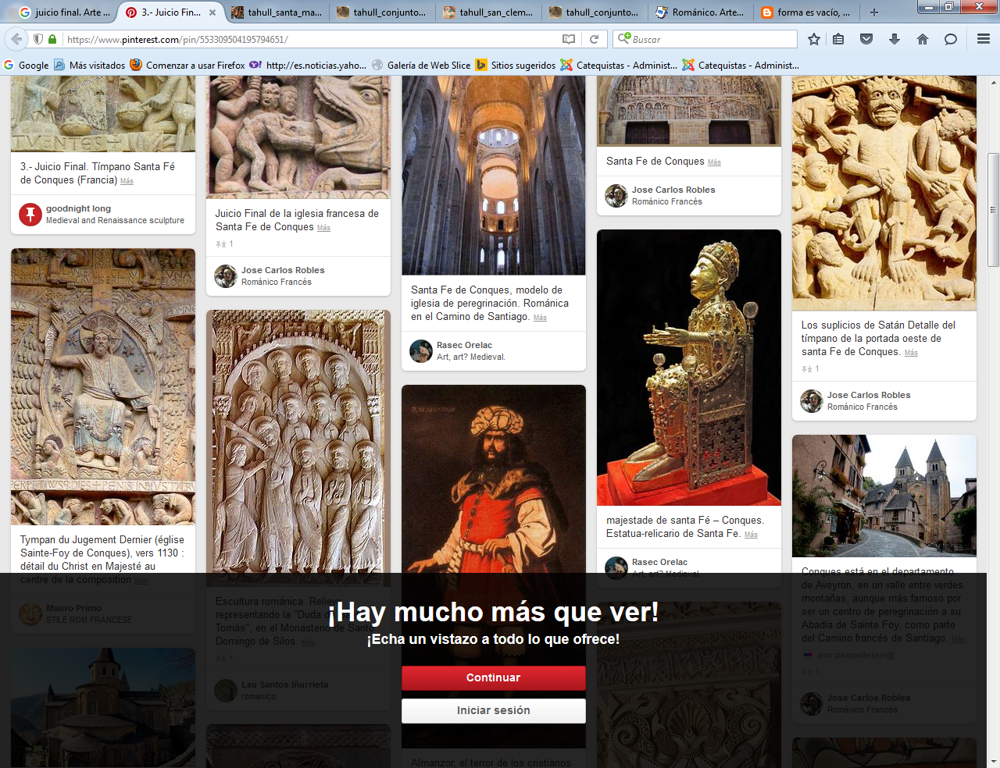 juicio final. Arte ...
3.- Juicio Fin...
tahull_santa_ma...
tahull_conjunto...
tahull_san_clem...
tahull_conjunto...
Románico. Arte...
forma es vacío, ...
https://www.pinterest.com/pin/553309504195794651/
Buscar
Google
Más visitados
Comenzar a usar Firefox
http://es.noticias.yaho...
Galería de Web Slice
Sitios sugeridos
Catequistas - Administ...
Catequistas - Administ...
3.- Juicio Final. Tímpano Santa Fé
de Conques (Francia) Más
goodnight long
Medieval and Renaissance sculpture
Tympan du Jugement Dernier (église
Sainte-Foy de Conques), vers 1130 :
détail du Christ en Majesté au
centre de la composition Más
Mauro Primo
STILE ROM FRANCESE
Juicio Final de la iglesia francesa de
Santa Fe de Conques Más
1
Jose Carlos Robles
Románico Francés
Escultura románica. Relieve
representando la "Duda de
Tomás", en el Monasterio de Santo
Domingo de Silos. Más
1
Lau Santos Iñurrieta
romanico
Santa Fe de Conques, modelo de
iglesia de peregrinación. Románica
en el Camino de Santiago. Más
Rasec Orelac
Art, art? Medieval.
Almanzor, el terror de los cristianos
Santa Fe de Conques Más
Jose Carlos Robles
Románico Francés
majestade de santa Fé – Conques.
Estatua-relicario de Santa Fe. Más
Rasec Orelac
Art, art? Medieval.
Los suplicios de Satán Detalle del
tímpano de la portada oeste de
santa Fe de Conques. Más
1
Jose Carlos Robles
Románico Francés
Conques está en el departamento
de Aveyron, en un valle entre verdes
montañas, aunque más famoso por
ser un centro de peregrinación a su
Abadía de Sainte Foy, como parte
del Camino francés de Santiago. Más
por paspalleteir@
1
Jose Carlos Robles
Románico Francés
¡Hay mucho más que ver!
¡Echa un vistazo a todo lo que ofrece!
Continuar
Iniciar sesión